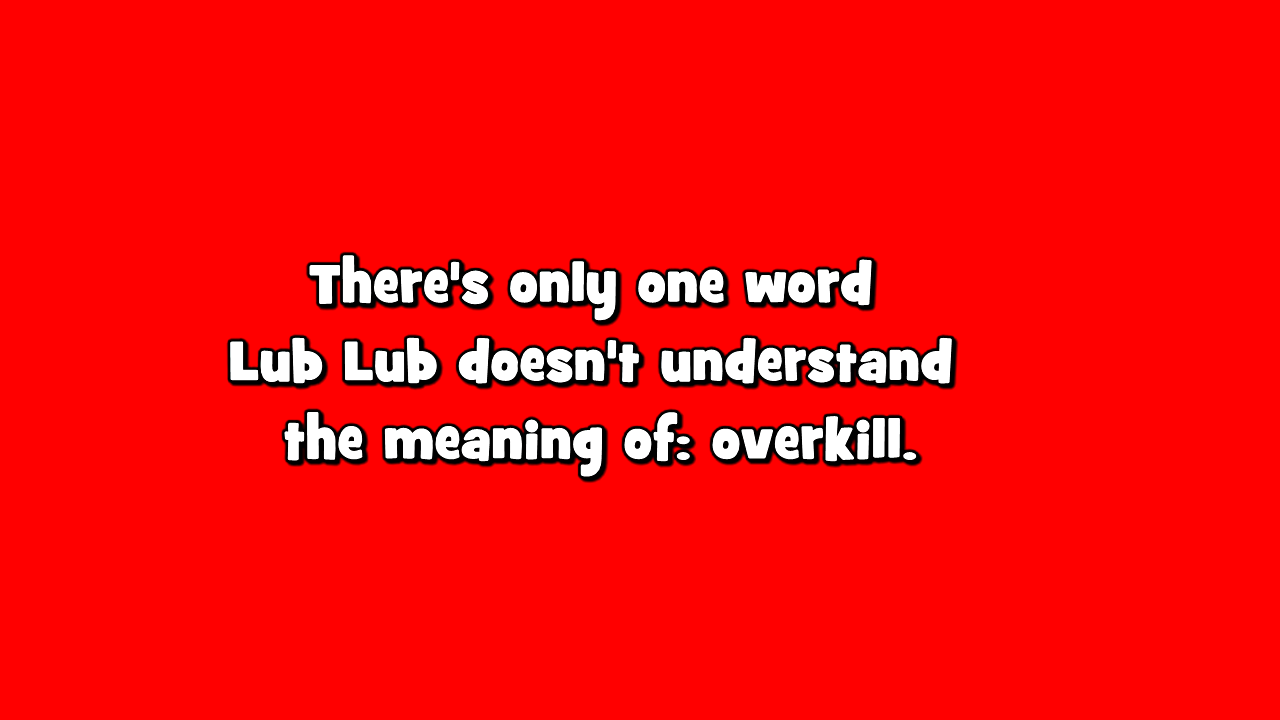 There's only one word
Lub Lub doesn't understand
the meaning of: overkill.